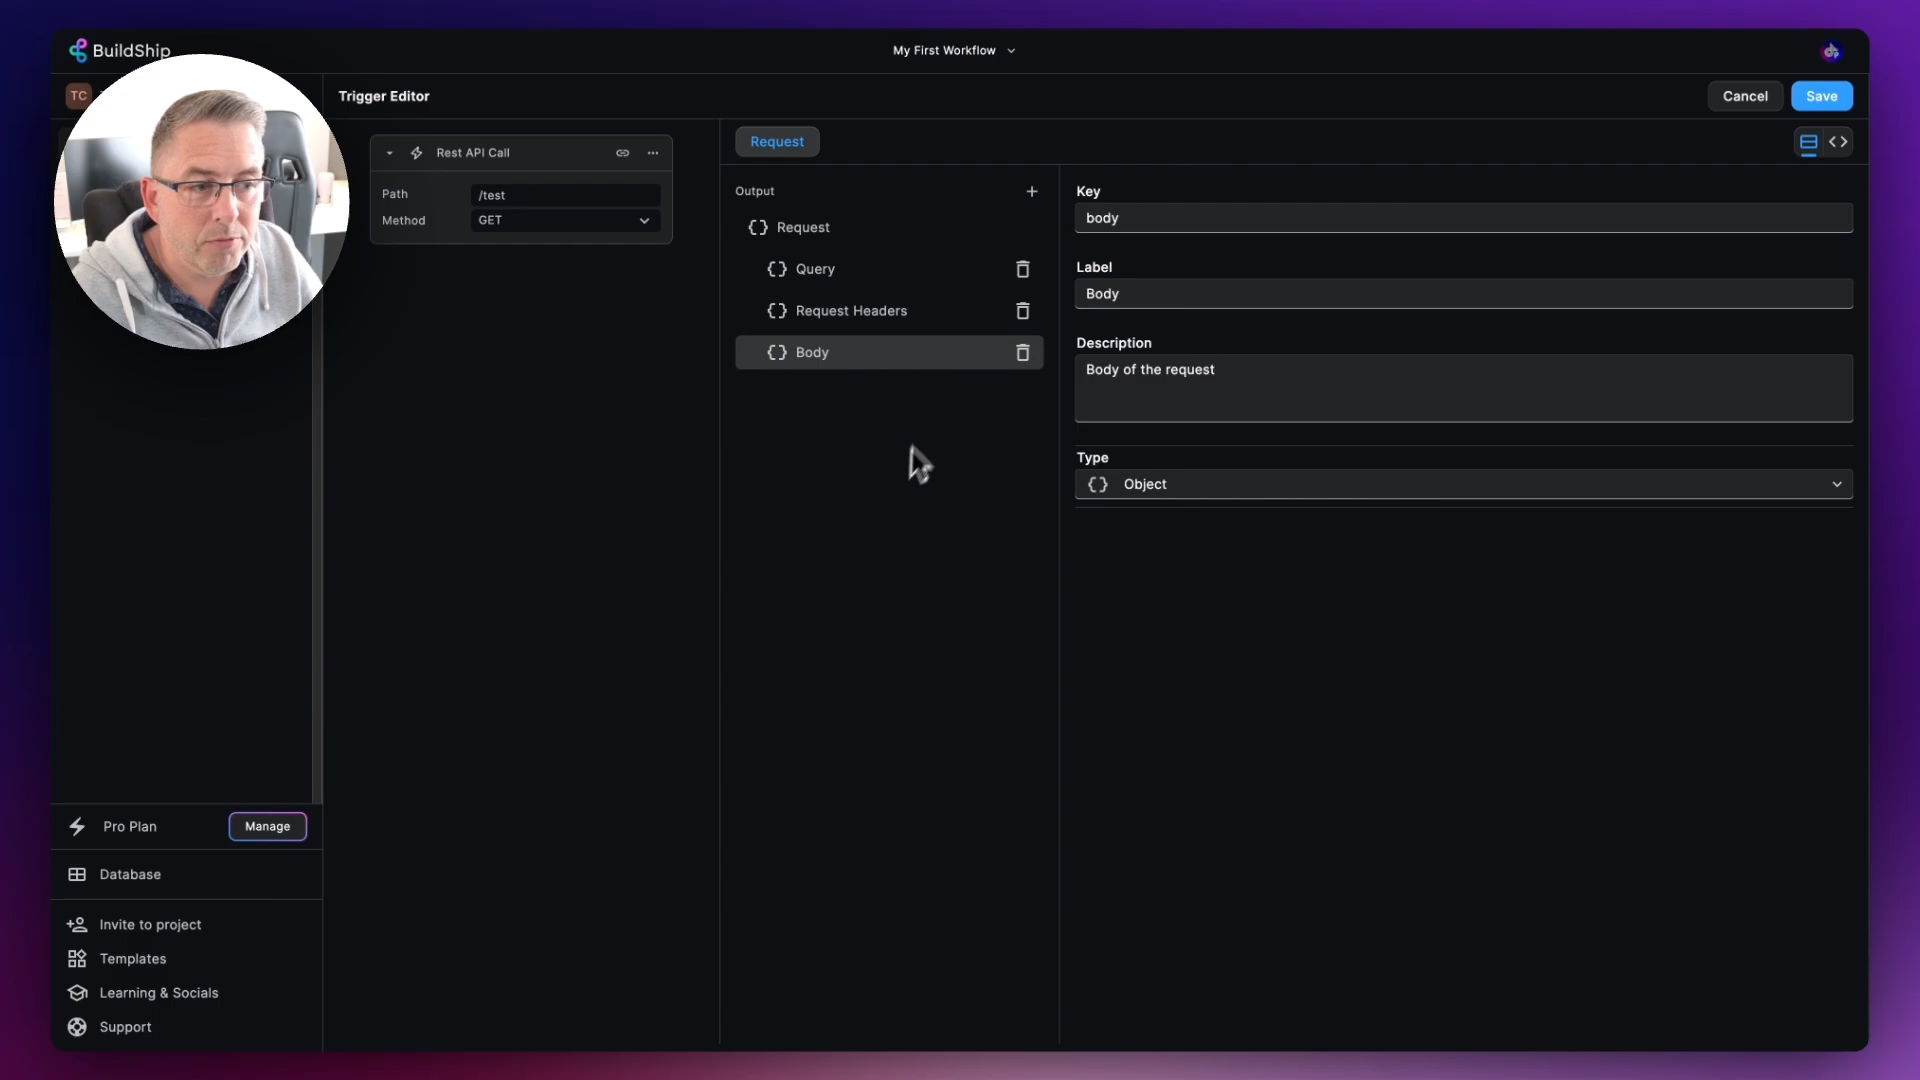 BuildShip
My First Workflow
TC
Trigger Editor
Cancel
Save
Rest API Call
Path
/test
Method
GET
Request
Output
Request
Query
Request Headers
Body
Key
body
Label
Body
Description
Body of the request
Type
Object
Pro Plan
Manage
Database
Invite to project
Templates
Learning & Socials
Support